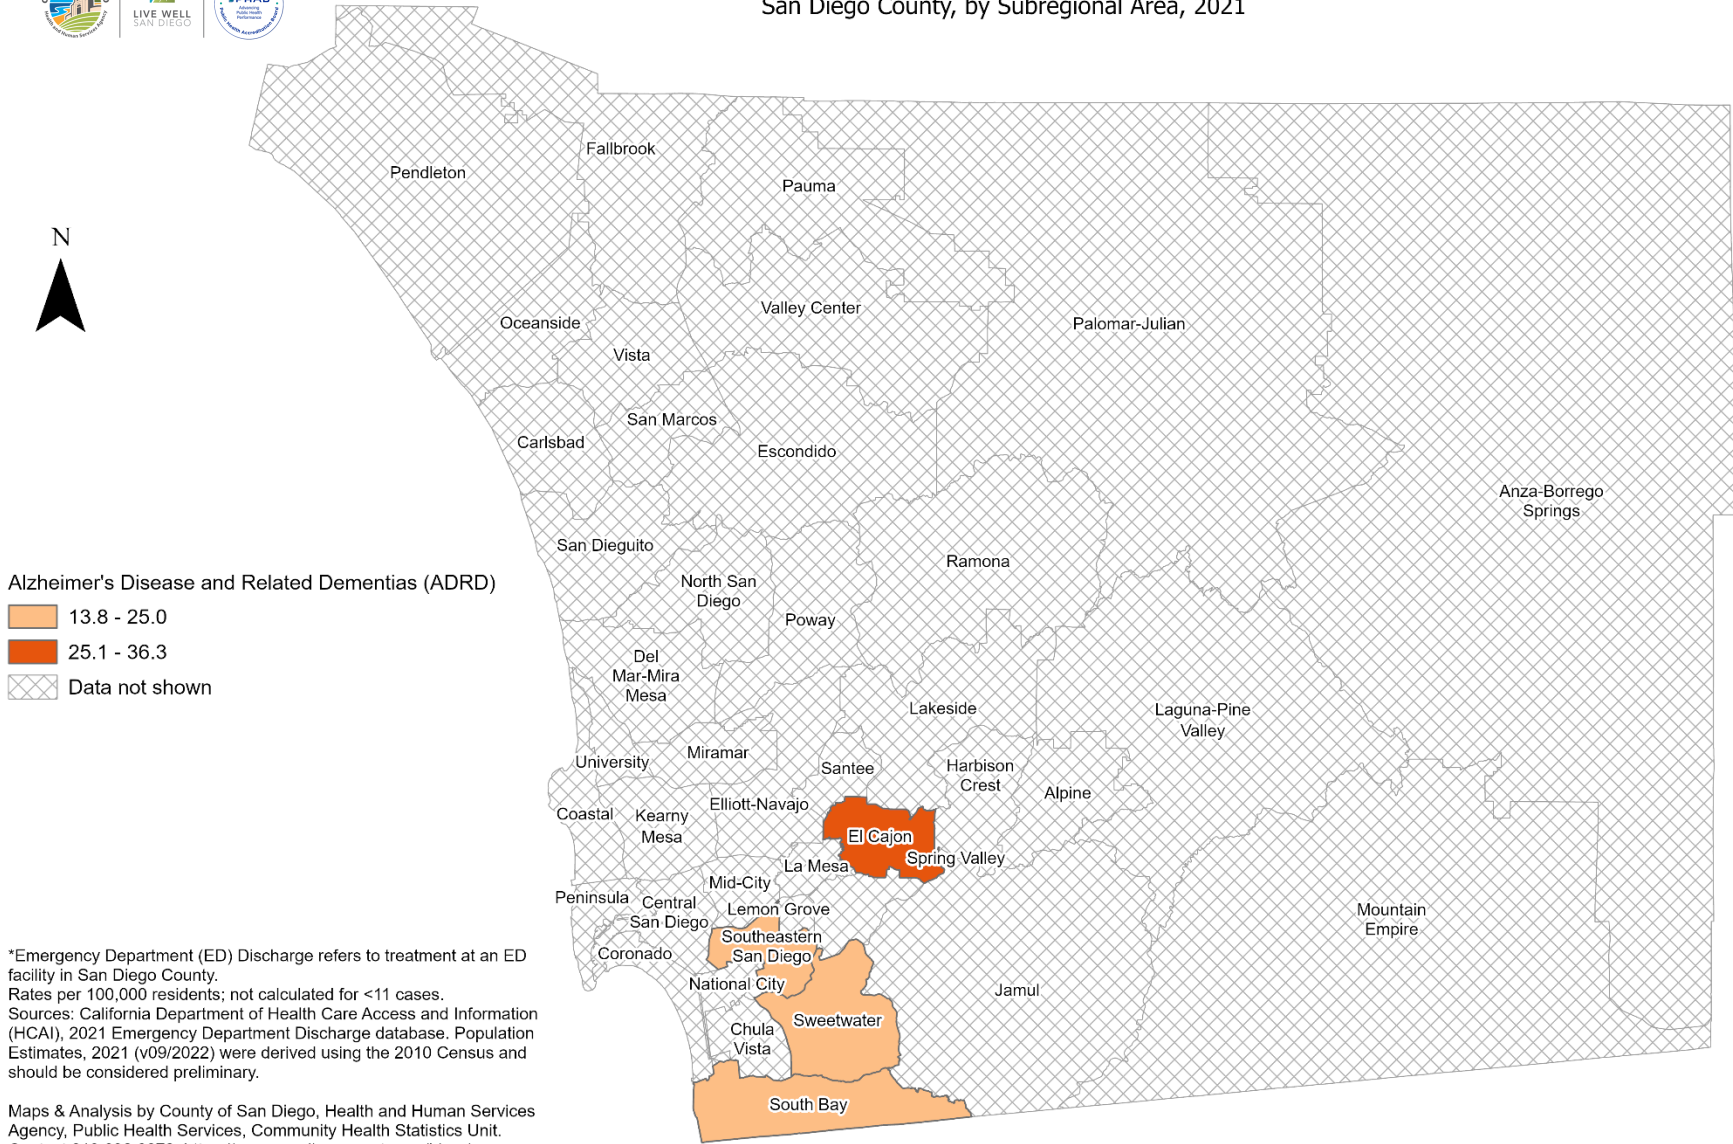 LIVE WELL
SAN DIEGO
San Diego County, by Subregional Area, 2021
N
Fallbrook
Pendleton
Pauma
Valley Center
Palomar-Julian
Oceanside
Vista
San Marcos
Carlsbad
Escondido
Anza-Borrego
Springs
San Dieguito
Ramona
North San
Diego
Poway
Del
Mar-Mira
Mesa
Lakeside
Laguna-Pine
Valley
Miramar
University
Santee
Harbison
Crest
Alpine
Elliott-Navajo
Coastal
Kearny
Mesa
El Cajon
Spring Valley
La Mesa
Mid-City
Peninsula
Central
San Diego
Lemon Grove
Mountain
Empire
Southeastern
San Diego
Coronado
National City
Jamul
Sweetwater
Chula
Vista
South Bay
Alzheimer's Disease and Related Dementias (ADRD)
13.8 - 25.0
25.1 - 36.3
Data not shown
*Emergency Department (ED) Discharge refers to treatment at an ED
facility in San Diego County.
Rates per 100,000 residents; not calculated for <11 cases.
Sources: California Department of Health Care Access and Information
(HCAI), 2021 Emergency Department Discharge database. Population
Estimates, 2021 (v09/2022) were derived using the 2010 Census and
should be considered preliminary.
Maps & Analysis by County of San Diego, Health and Human Services
Agency, Public Health Services, Community Health Statistics Unit.